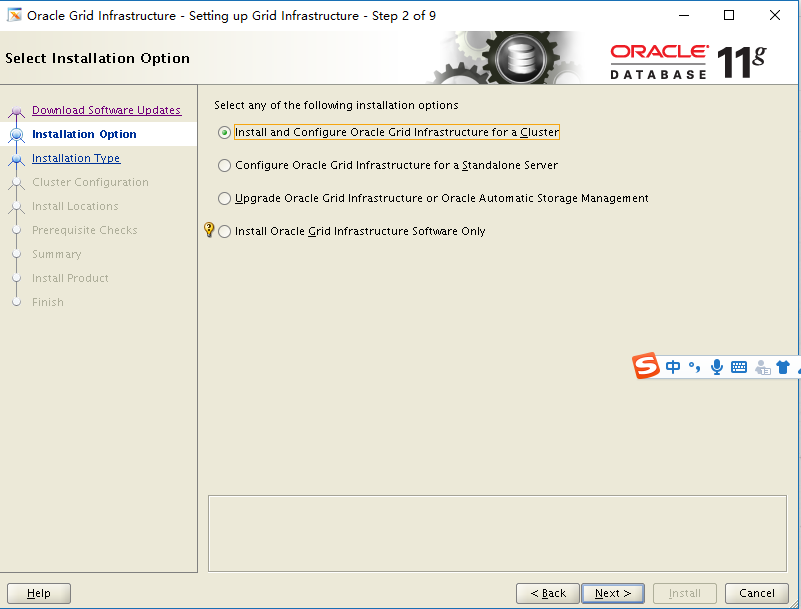 Oracle Grid Infrastructure - Setting up Grid Infrastructure - Step 2 of 9
Select Installation Option
ORACLE
DATABASE 11g
Download Software Updates
Installation Option
Installation Type
Cluster Configuration
Install Locations
Prerequisite Checks
Summary
Install Product
Finish
Select any of the following installation options
Install and Configure Oracle Grid Infrastructure for a Cluster
Configure Oracle Grid Infrastructure for a Standalone Server
Upgrade Oracle Grid Infrastructure or Oracle Automatic Storage Management
Install Oracle Grid Infrastructure Software Only
S 中 °,
Help
< Back
Next >
Install
Cancel